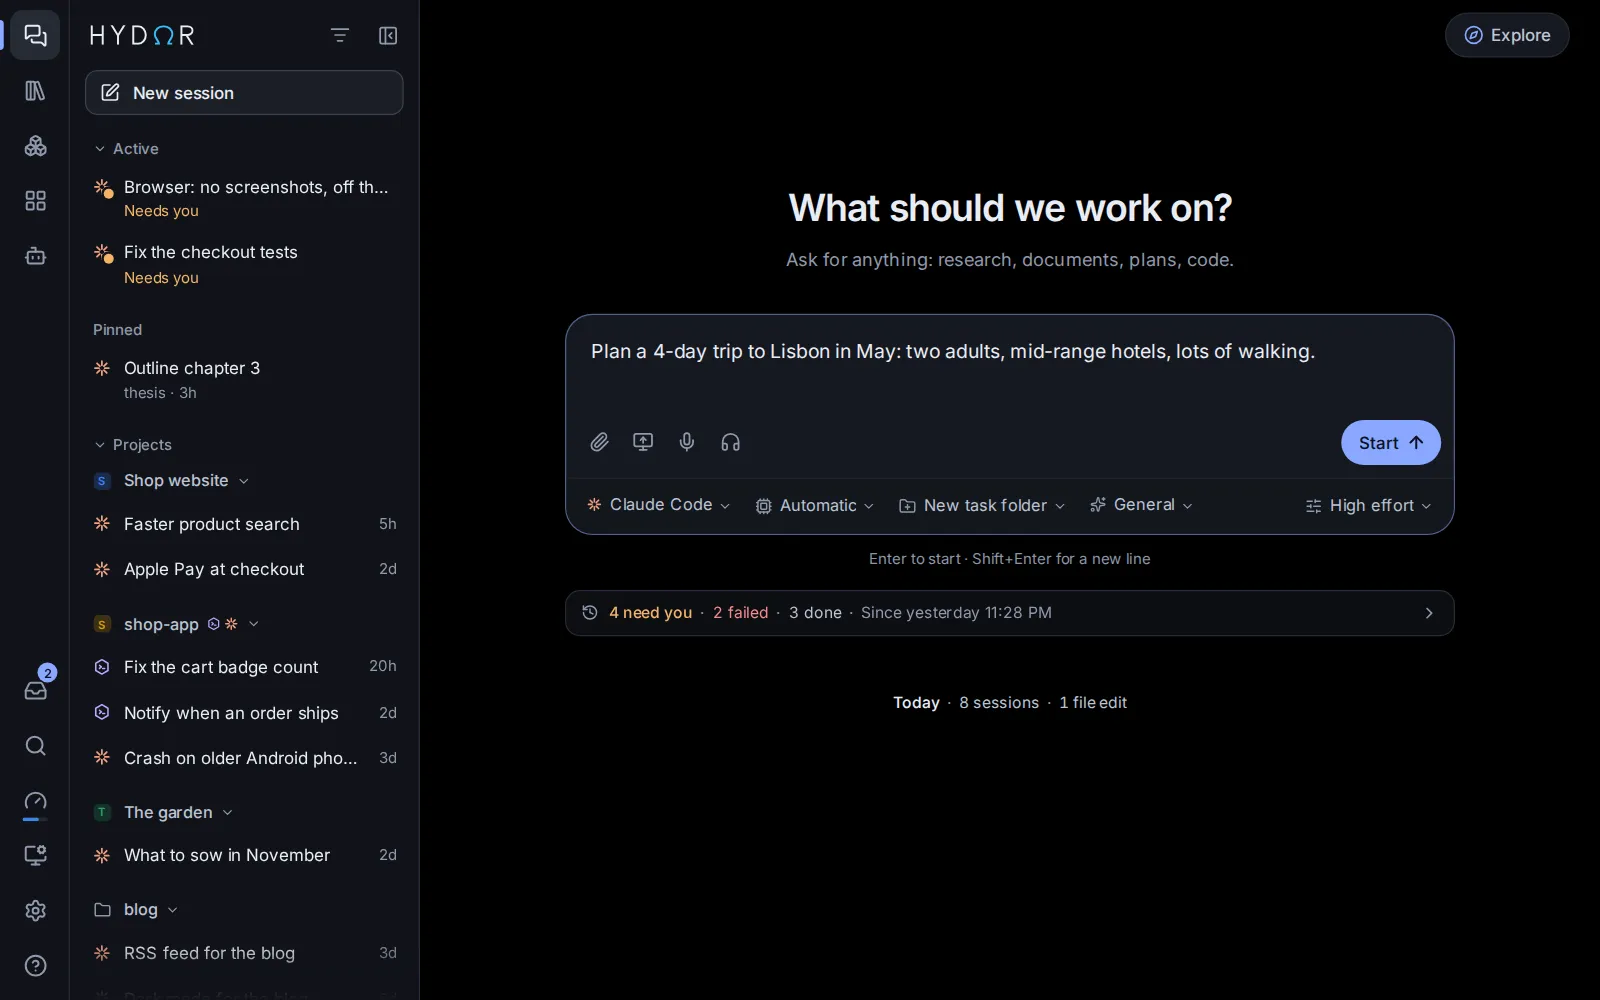 HYDΩR
New session
Active
Browser: no screenshots, off th...
Needs you
Fix the checkout tests
Needs you
Pinned
Outline chapter 3
thesis · 3h
Projects
S Shop website
Faster product search 5h
Apple Pay at checkout 2d
S shop-app
Fix the cart badge count 20h
Notify when an order ships 2d
Crash on older Android pho... 3d
T The garden
What to sow in November 2d
blog
RSS feed for the blog 3d
2
Explore
What should we work on?
Ask for anything: research, documents, plans, code.
Plan a 4-day trip to Lisbon in May: two adults, mid-range hotels, lots of walking.
Start
Claude Code Automatic New task folder General High effort
Enter to start · Shift+Enter for a new line
4 need you · 2 failed · 3 done · Since yesterday 11:28 PM
Today · 8 sessions · 1 file edit